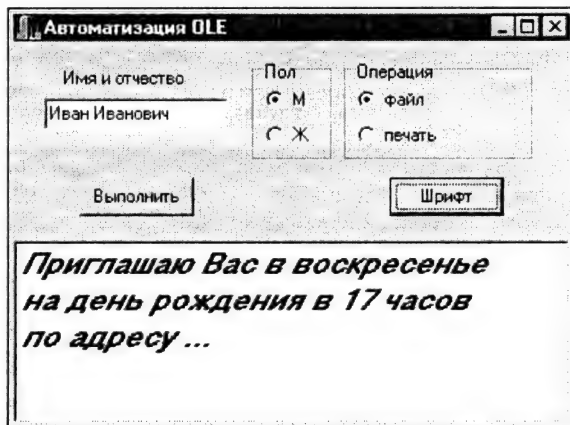 Автоматизация OLE
Имя и отчество
Иван Иванович
Пол
М
Ж
Операция
файл
печать
Выполнить
Шрифт
Приглашаю Вас в воскресенье
на день рождения в 17 часов
по адресу ...